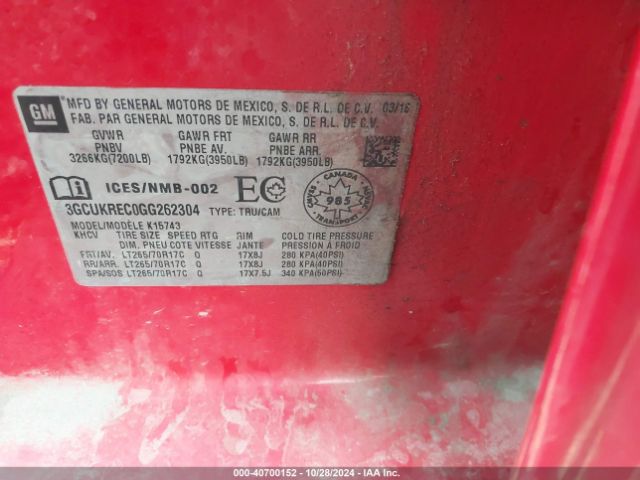 GM
MFD BY GENERAL MOTORS DE MEXICO, S. DE R.L. DE C.V. 03/16
FAB. PAR GENERAL MOTORS DE MEXICO, S. DE R.L. DE C.V.
GVWR GAWR FRT GAWR RR
PNBV PNBE AV. PNBE ARR.
3266KG(7200LB) 1792KG(3950LB) 1792KG(3950LB)
ICES/NMB-002 EC CANADA 985
3GCUKREC0GG262304 TYPE: TRU/CAM
MODEL/MODÈLE K15743
KHCV TIRE SIZE SPEED RTG RIM COLD TIRE PRESSURE
DIM. PNEU COTE VITESSE JANTE PRESSION À FROID
FRT/AV. LT265/70R17C Q 17X8J 280 KPA(40PSI)
RR/ARR. LT265/70R17C Q 17X8J 280 KPA(40PSI)
SPA/SOS LT265/70R17C Q 17X7.5J 340 KPA(50PSI)
000-40700152 - 10/28/2024 - IAA Inc.